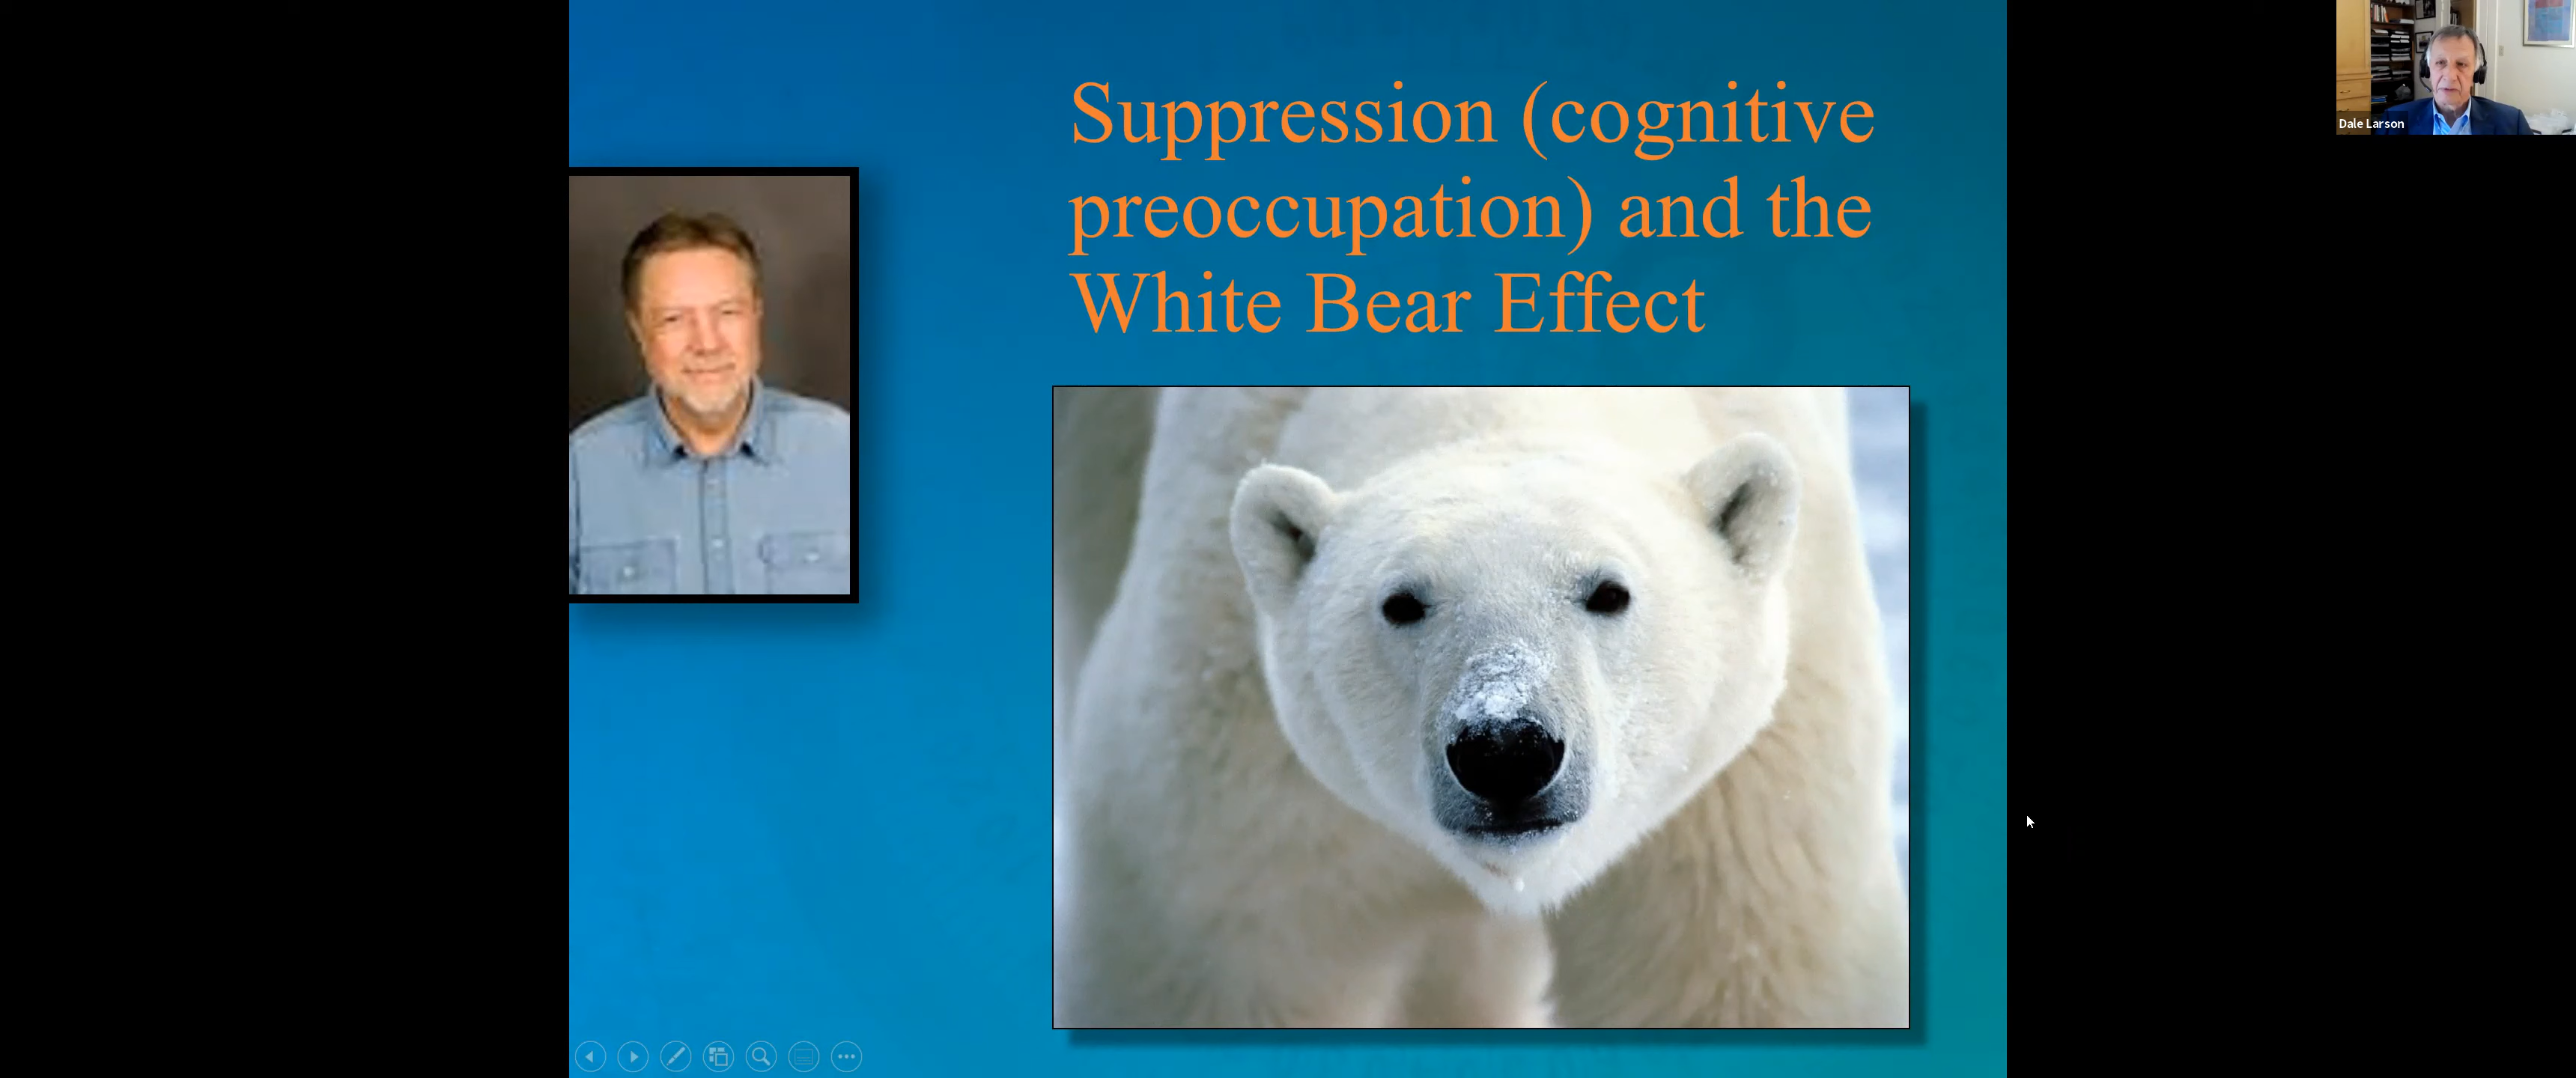 Suppression (cognitive
preoccupation) and the
White Bear Effect
Dale Larson